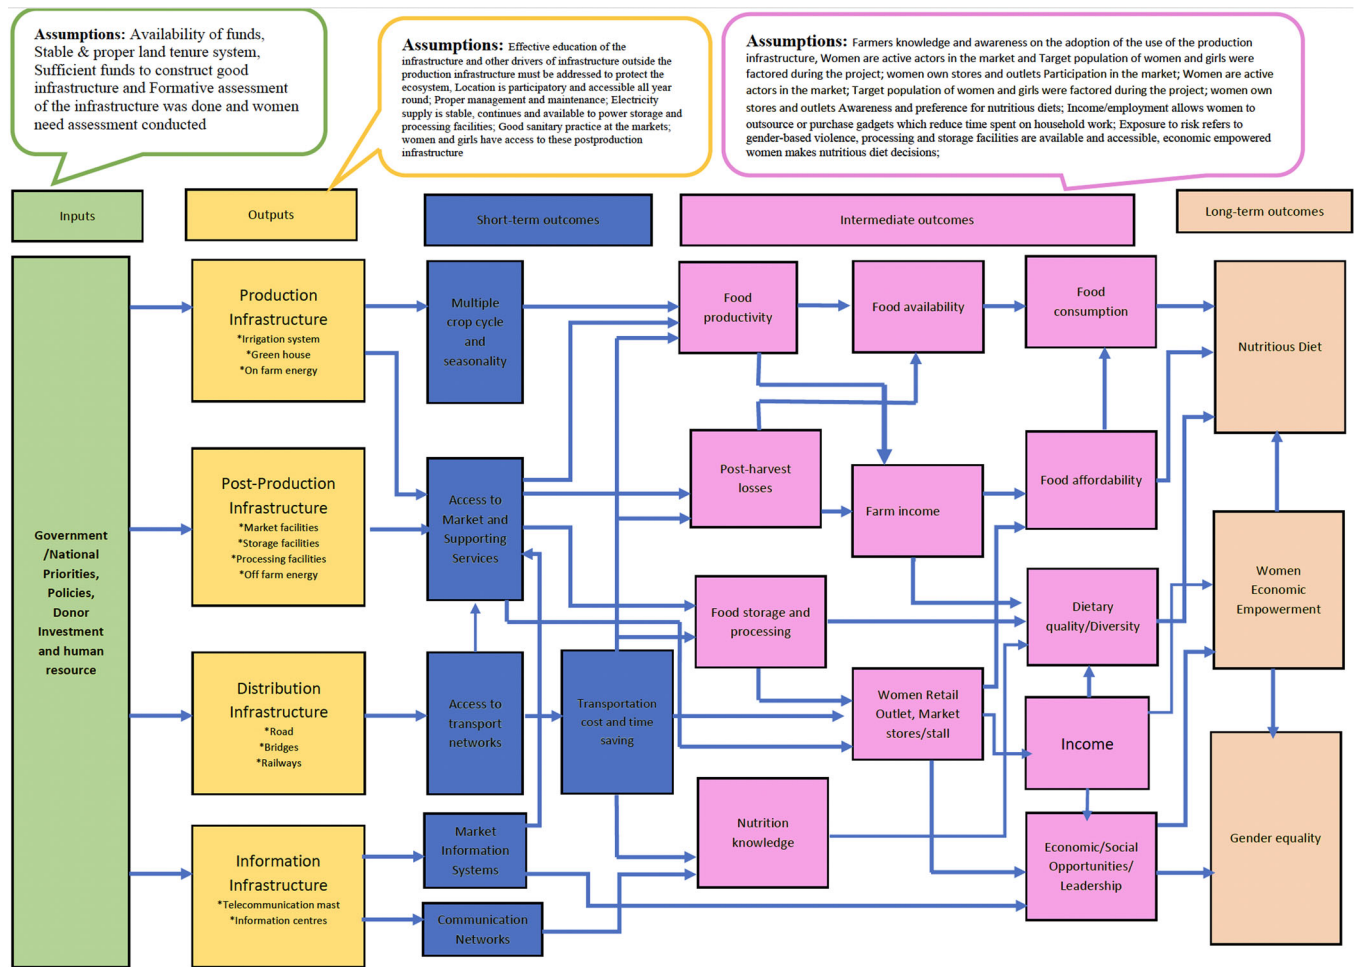 Assumptions: Availability of funds,
Stable & proper land tenure system,
Sufficient funds to construct good
infrastructure and Formative assessment
of the infrastructure was done and women
need assessment conducted
Assumptions: Effective education of the
infrastructure and other drivers of infrastructure outside the
production infrastructure must be addressed to protect the
ecosystem, Location is participatory and accessible all year
round; Proper management and maintenance; Electricity
supply is stable, continues and available to power storage and
processing facilities; Good sanitary practice at the markets;
women and girls have access to these postproduction
infrastructure
Assumptions: Farmers knowledge and awareness on the adoption of the use of the production
infrastructure, Women are active actors in the market and Target population of women and girls were
factored during the project; women own stores and outlets Participation in the market; Women are active
actors in the market; Target population of women and girls were factored during the project; women own
stores and outlets Awareness and preference for nutritious diets; Income/employment allows women to
outsource or purchase gadgets which reduce time spent on household work; Exposure to risk refers to
gender-based violence, processing and storage facilities are available and accessible, economic empowered
women makes nutritious diet decisions;
Inputs
Outputs
Short-term outcomes
Intermediate outcomes
Long-term outcomes
Government
/National
Priorities,
Policies,
Donor
Investment
and human
resource
Production
Infrastructure
*Irrigation system
*Green house
*On farm energy
Post-Production
Infrastructure
*Market facilities
*Storage facilities
*Processing facilities
*Off farm energy
Distribution
Infrastructure
*Road
*Bridges
*Railways
Information
Infrastructure
*Telecommunication mast
*Information centres
Multiple
crop cycle
and
seasonality
Access to
Market and
Supporting
Services
Access to
transport
networks
Transportation
cost and time
saving
Market
Information
Systems
Communication
Networks
Food
productivity
Post-harvest
losses
Food storage and
processing
Nutrition
knowledge
Food availability
Farm income
Women Retail
Outlet, Market
stores/stall
Food
consumption
Food affordability
Dietary
quality/Diversity
Income
Economic/Social
Opportunities/
Leadership
Nutritious Diet
Women
Economic
Empowerment
Gender equality